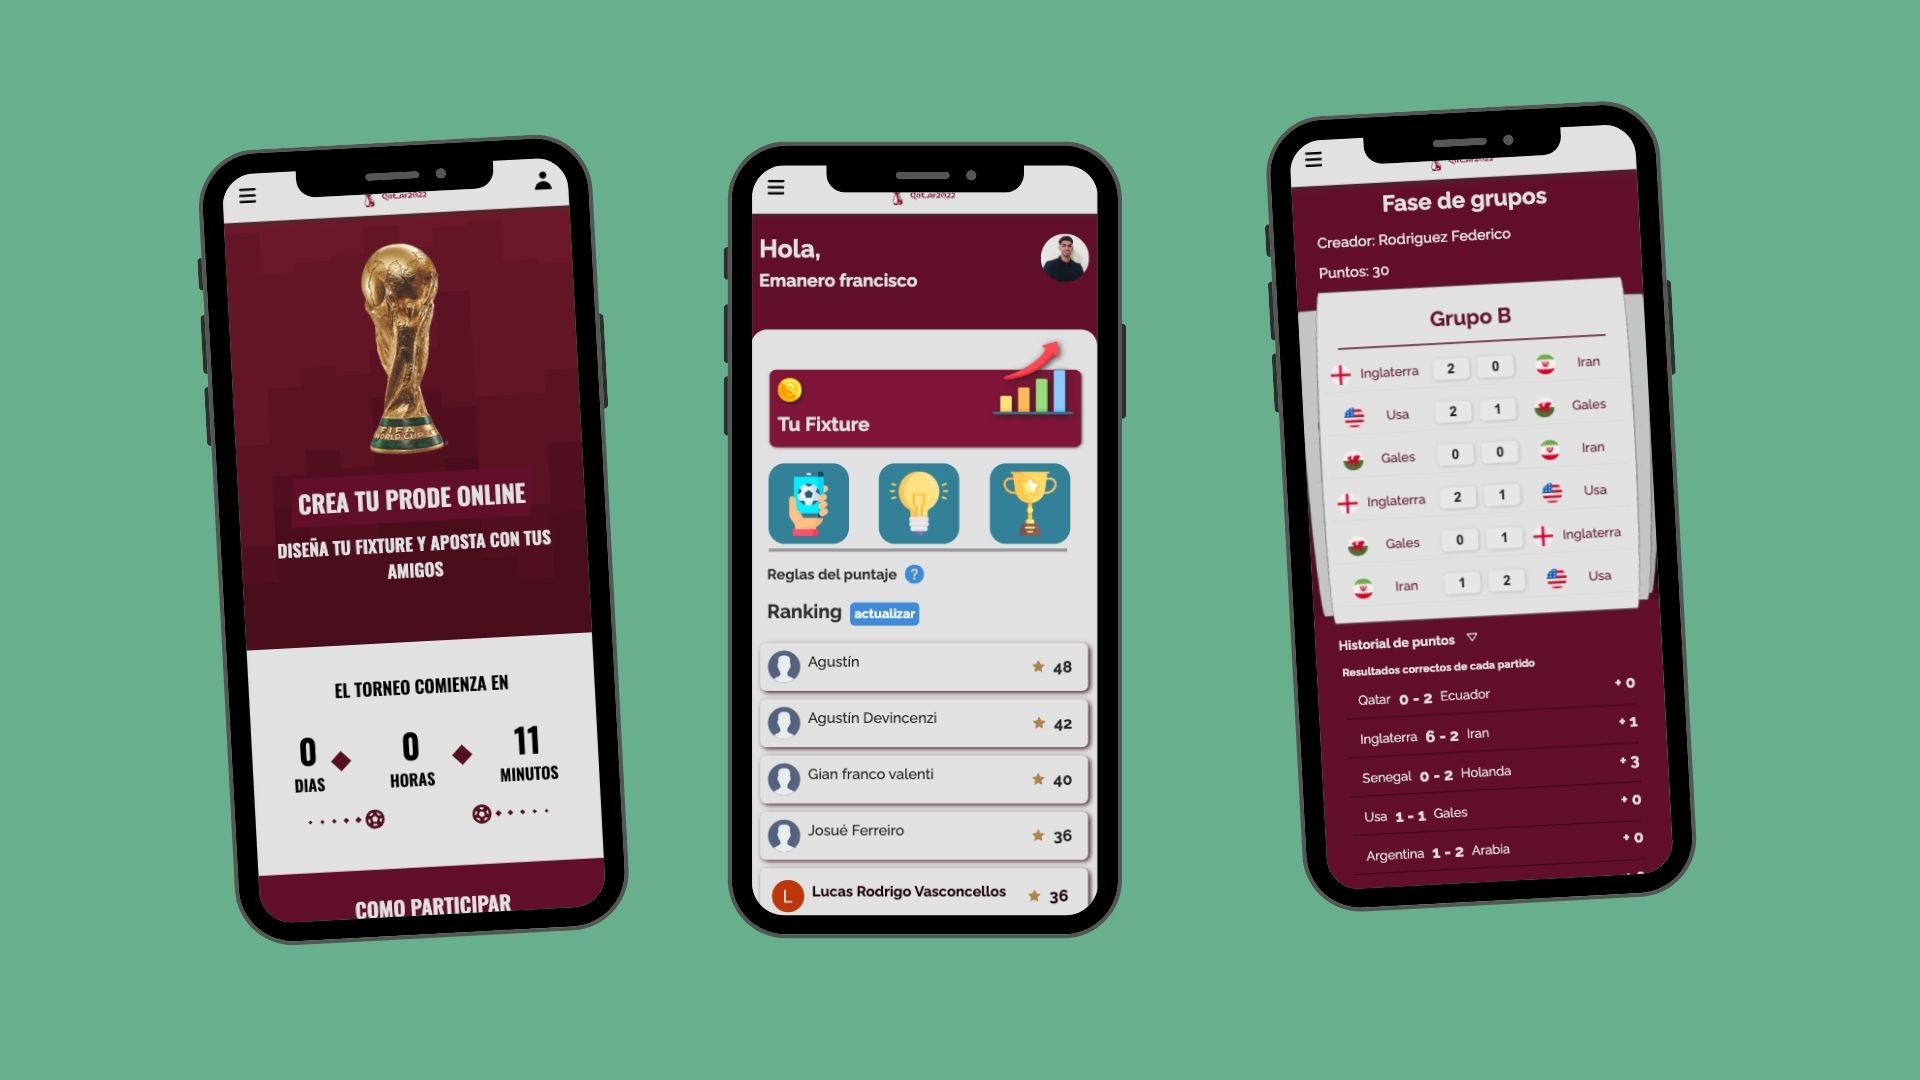 Qatar2022
FIFA
WORLD CUP
CREA TU PRODE ONLINE
DISEÑA TU FIXTURE Y APOSTA CON TUS
AMIGOS
EL TORNEO COMIENZA EN
0 0 11
DIAS HORAS MINUTOS
COMO PARTICIPAR
Qatar2022
Hola,
Emanero francisco
Tu Fixture
Reglas del puntaje ?
Ranking actualizar
Agustín 48
Agustín Devincenzi 42
Gian franco valenti 40
Josué Ferreiro 36
L Lucas Rodrigo Vasconcellos 36
Qatar2022
Fase de grupos
Creador: Rodriguez Federico
Puntos: 30
Grupo B
Inglaterra 2 0 Iran
Usa 2 1 Gales
Gales 0 0 Iran
Inglaterra 2 1 Usa
Gales 0 1 Inglaterra
Iran 1 2 Usa
Historial de puntos
Resultados correctos de cada partido
Qatar 0 - 2 Ecuador + 0
Inglaterra 6 - 2 Iran + 1
Senegal 0 - 2 Holanda + 3
Usa 1 - 1 Gales + 0
Argentina 1 - 2 Arabia + 0